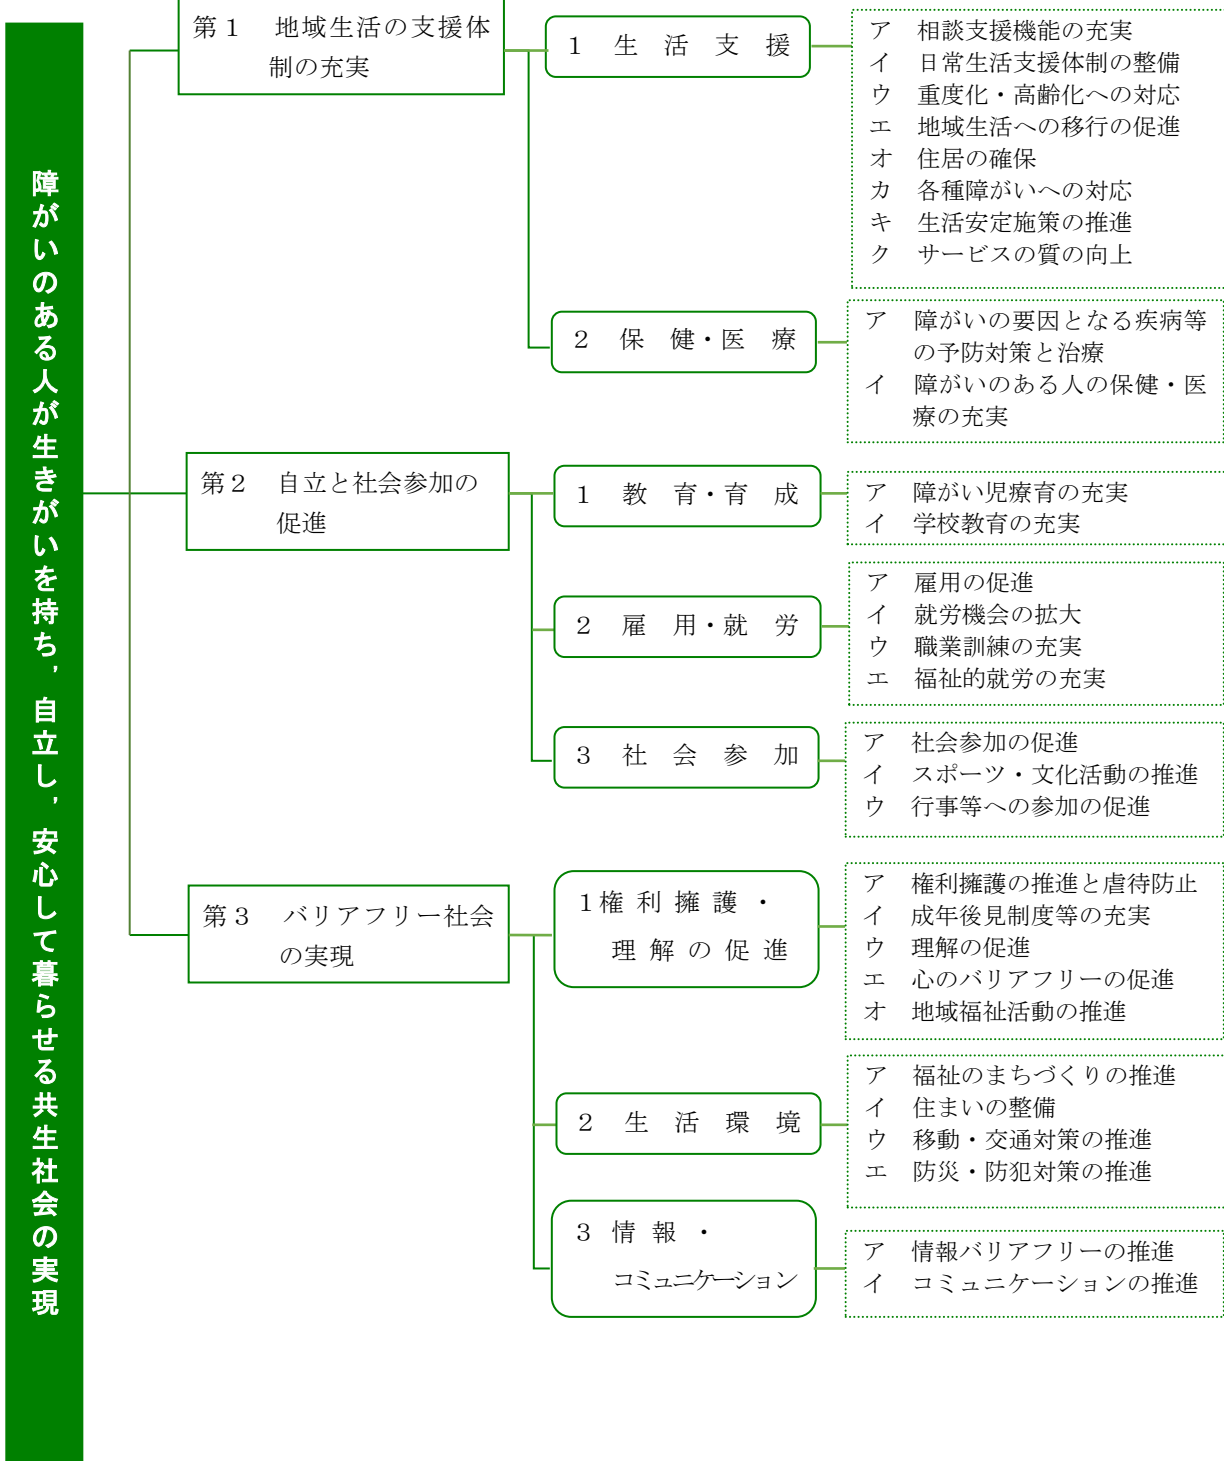 障がいのある人が生きがいを持ち，自立し，安心して暮らせる共生社会の実現
第１　地域生活の支援体
制の充実
１　生　活　支　援
ア　相談支援機能の充実
イ　日常生活支援体制の整備
ウ　重度化・高齢化への対応
エ　地域生活への移行の促進
オ　住居の確保
カ　各種障がいへの対応
キ　生活安定施策の推進
ク　サービスの質の向上
２　保　健・医　療
ア　障がいの要因となる疾病等
の予防対策と治療
イ　障がいのある人の保健・医
療の充実
第２　自立と社会参加の
促進
１　教　育・育　成
ア　障がい児療育の充実
イ　学校教育の充実
２　雇　用・就　労
ア　雇用の促進
イ　就労機会の拡大
ウ　職業訓練の充実
エ　福祉的就労の充実
３　社　会　参　加
ア　社会参加の促進
イ　スポーツ・文化活動の推進
ウ　行事等への参加の促進
第３　バリアフリー社会
の実現
１権 利 擁 護 ・
理 解 の 促 進
ア　権利擁護の推進と虐待防止
イ　成年後見制度等の充実
ウ　理解の促進
エ　心のバリアフリーの促進
オ　地域福祉活動の推進
２　生　活　環　境
ア　福祉のまちづくりの推進
イ　住まいの整備
ウ　移動・交通対策の推進
エ　防災・防犯対策の推進
３ 情 報 ・
コミュニケーション
ア　情報バリアフリーの推進
イ　コミュニケーションの推進